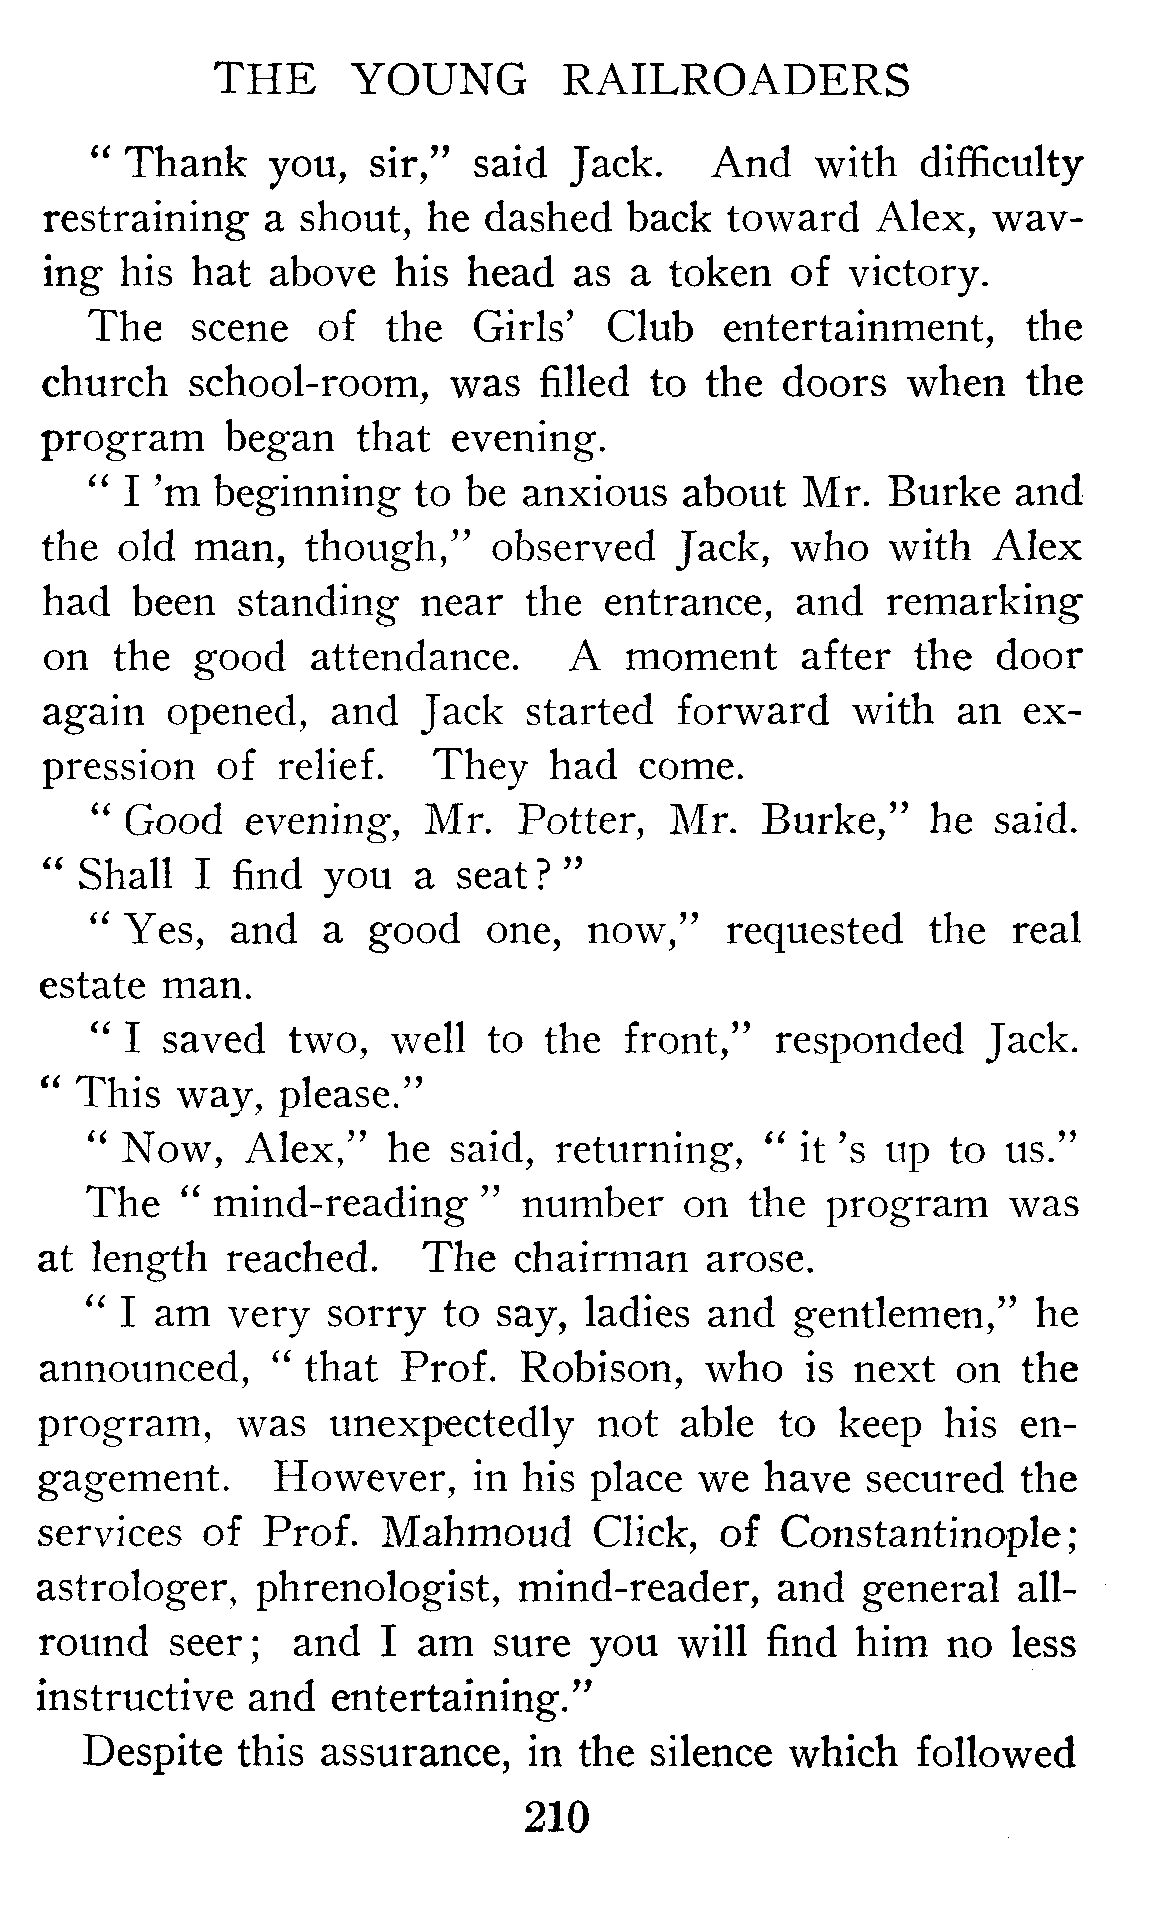 THE YOUNG RAILROADERS
“ Thank you, sir,” said Jack. And with difficulty
restraining a shout, he dashed back toward Alex, wav-
ing his hat above his head as a token of victory.
The scene of the Girls’ Club entertainment, the
church school-room, was filled to the doors when the
program began that evening.
“ I ’m beginning to be anxious about Mr. Burke and
the old man, though,” observed Jack, who with Alex
had been standing near the entrance, and remarking
on the good attendance. A moment after the door
again opened, and Jack started forward with an ex-
pression of relief. They had come.
“ Good evening, Mr. Potter, Mr. Burke,” he said.
“ Shall I find you a seat? ”
“ Yes, and a good one, now,” requested the real
estate man.
“ I saved two, well to the front,” responded Jack.
“ This way, please.”
“ Now, Alex,” he said, returning, “ it ’s up to us.”
The “ mind-reading ” number on the program was
at length reached. The chairman arose.
“ I am very sorry to say, ladies and gentlemen,” he
announced, “ that Prof. Robison, who is next on the
program, was unexpectedly not able to keep his en-
gagement. However, in his place we have secured the
services of Prof. Mahmoud Click, of Constantinople;
astrologer, phrenologist, mind-reader, and general all-
round seer; and I am sure you will find him no less
instructive and entertaining.”
Despite this assurance, in the silence which followed
210